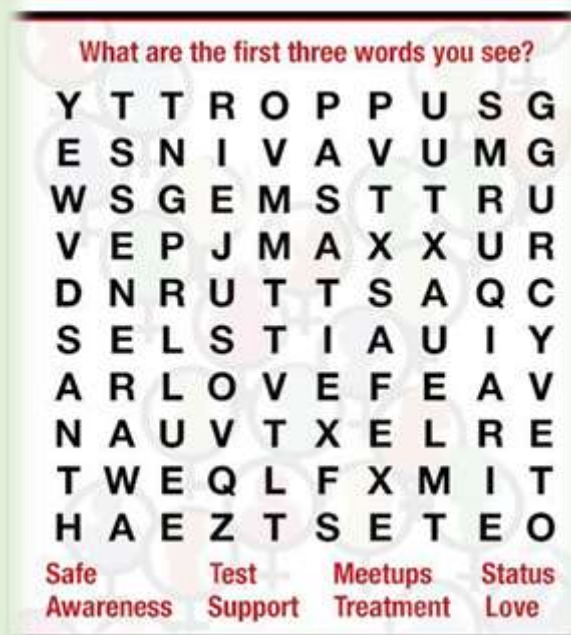 What are the first three words you see?
Y T T R O P P U S G
E S N I V A V U M G
W S G E M S T T R U
V E P J M A X X U R
D N R U T T S A Q C
S E L S T I A U I Y
A R L O V E F E A V
N A U V T X E L R E
T W E Q L F X M I T
H A E Z T S E T E O
Safe Test Meetups Status
Awareness Support Treatment Love